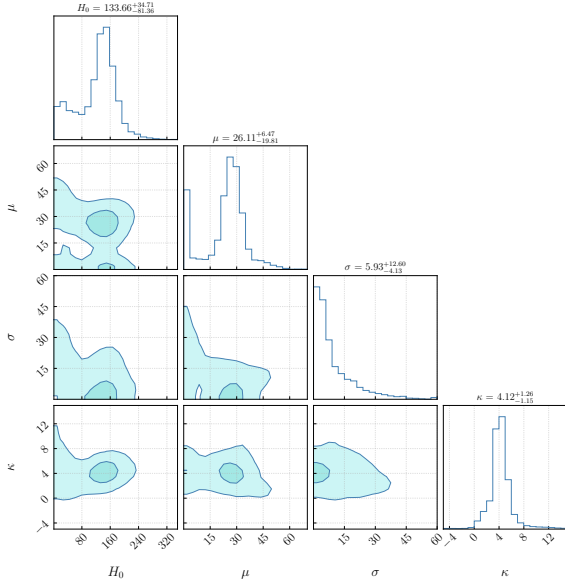 H₀ = 133.66⁺³⁴·⁷¹₋₈₁.₃₆
μ = 26.11⁺⁶·⁴⁷₋₁₉.₈₁
60
45
30
15
μ
σ = 5.93⁺¹²·⁶⁰₋₄.₁₃
60
45
30
15
σ
κ = 4.12⁺¹·²⁶₋₁.₁₅
12
8
4
0
−4
κ
80 160 240 320 15 30 45 60 15 30 45 60 −4 0 4 8 12
H₀ μ σ κ